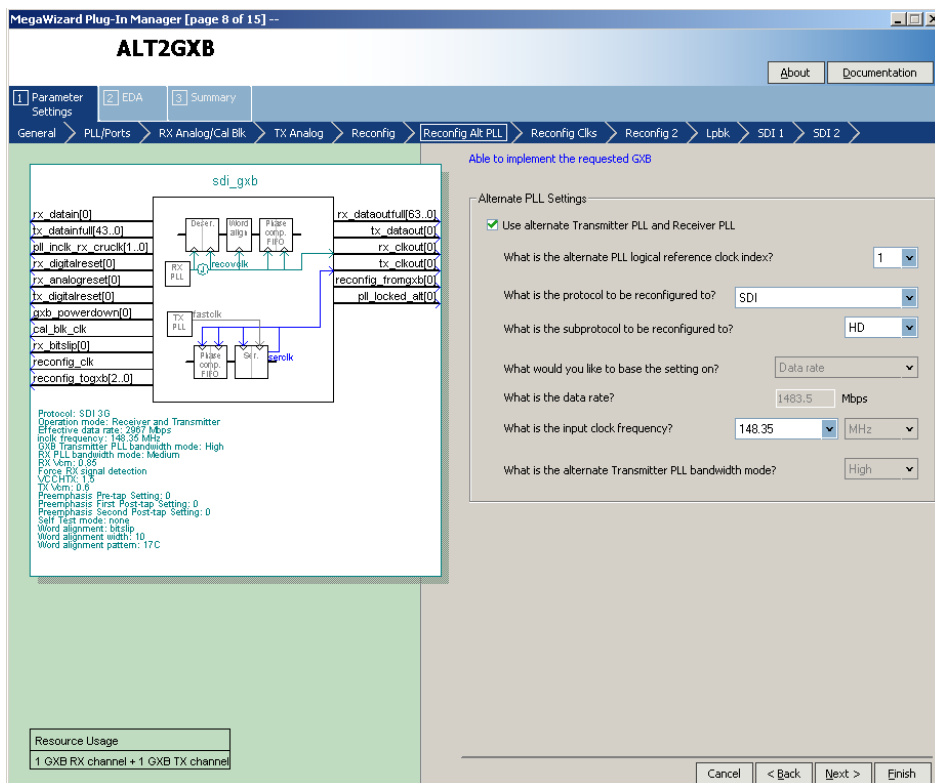 MegaWizard Plug-In Manager [page 8 of 15] --
ALT2GXB
About
Documentation
1 Parameter Settings
2 EDA
3 Summary
General
PLL/Ports
RX Analog/Cal Blk
TX Analog
Reconfig
Reconfig Alt PLL
Reconfig Clks
Reconfig 2
Lpbk
SDI 1
SDI 2
sdi_gxb
rx_datain[0]
tx_datainfull[43..0]
pll_inclk_rx_cruclk[1..0]
rx_digitalreset[0]
rx_analogreset[0]
tx_digitalreset[0]
gxb_powerdown[0]
cal_blk_clk
rx_bitslip[0]
reconfig_clk
reconfig_togxb[2..0]
Deser.
Word align
Phase comp. FIFO
RX PLL
recovclk
TX PLL
fastclk
Phase comp. FIFO
Ser.
serclk
rx_dataoutfull[63..0]
tx_dataout[0]
rx_clkout[0]
tx_clkout[0]
reconfig_fromgxb[0]
pll_locked_alt[0]
Protocol: SDI 3G
Operation mode: Receiver and Transmitter
Effective data rate: 2967 Mbps
inclk frequency: 148.35 MHz
GXB Transmitter PLL bandwidth mode: High
RX PLL bandwidth mode: Medium
RX Vcm: 0.85
Force RX signal detection
VCCHTX: 1.5
TX Vcm: 0.6
Preemphasis Pre-tap Setting: 0
Preemphasis First Post-tap Setting: 0
Preemphasis Second Post-tap Setting: 0
Self Test mode: none
Word alignment: bitslip
Word alignment width: 10
Word alignment pattern: 17C
Resource Usage
1 GXB RX channel + 1 GXB TX channel
Able to implement the requested GXB
Alternate PLL Settings
Use alternate Transmitter PLL and Receiver PLL
What is the alternate PLL logical reference clock index?
1
What is the protocol to be reconfigured to?
SDI
What is the subprotocol to be reconfigured to?
HD
What would you like to base the setting on?
Data rate
What is the data rate?
1483.5
Mbps
What is the input clock frequency?
148.35
MHz
What is the alternate Transmitter PLL bandwidth mode?
High
Cancel
< Back
Next >
Finish